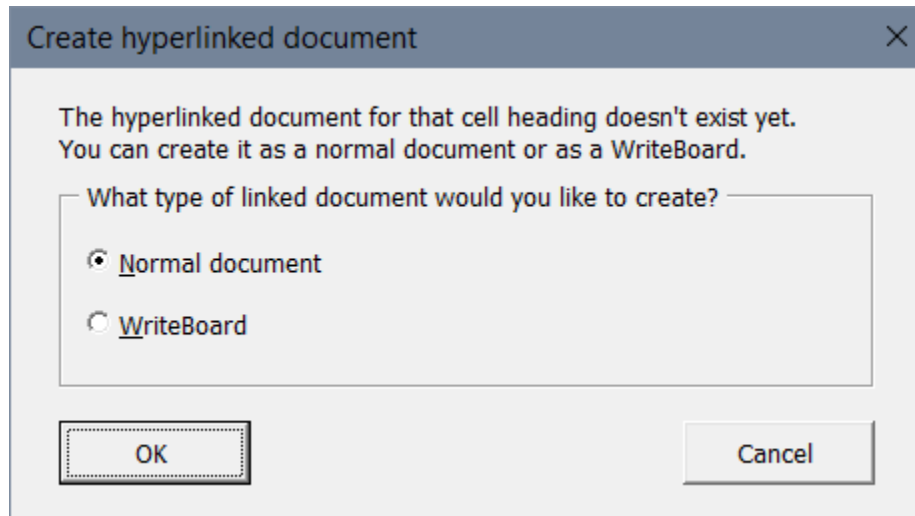 Create hyperlinked document
The hyperlinked document for that cell heading doesn't exist yet.
You can create it as a normal document or as a WriteBoard.
What type of linked document would you like to create?
Normal document
WriteBoard
OK
Cancel